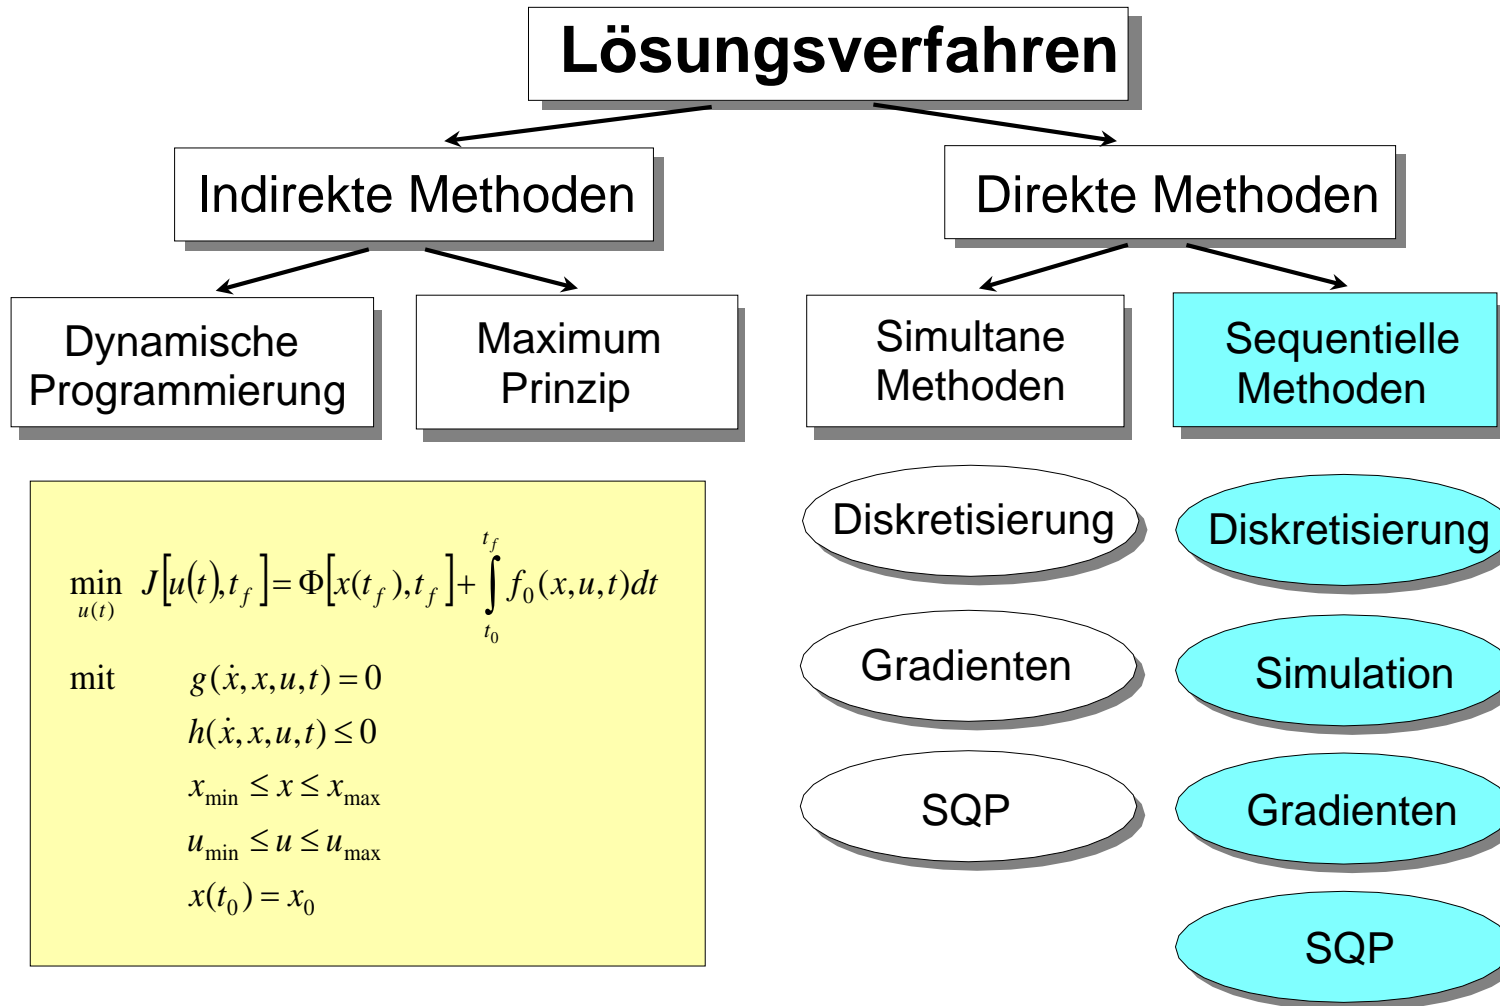 Lösungsverfahren
Indirekte Methoden
Direkte Methoden
Dynamische
Programmierung
Maximum
Prinzip
Simultane
Methoden
Sequentielle
Methoden
min J[u(t), t_f] = Φ[x(t_f), t_f] + ∫ f_0(x, u, t)dt
u(t) t_0 t_f
mit g(ẋ, x, u, t) = 0
h(ẋ, x, u, t) ≤ 0
x_min ≤ x ≤ x_max
u_min ≤ u ≤ u_max
x(t_0) = x_0
Diskretisierung
Gradienten
SQP
Diskretisierung
Simulation
Gradienten
SQP